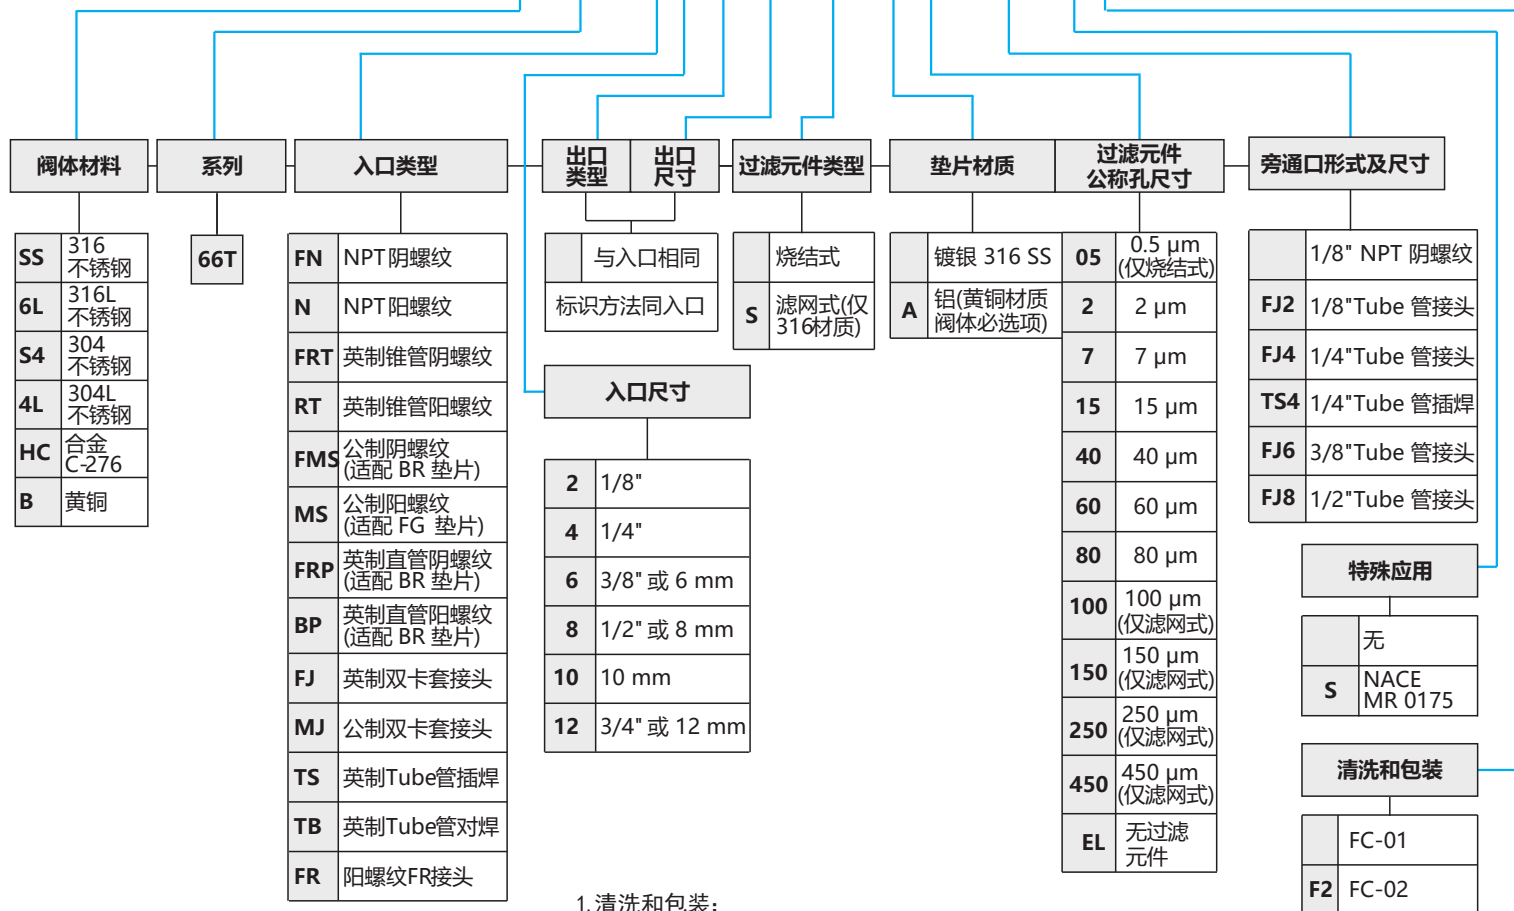 阀体材料
SS 316
不锈钢
6L 316L
不锈钢
S4 304
不锈钢
4L 304L
不锈钢
HC 合金
C-276
B 黄铜
系列
66T
入口类型
FN NPT阴螺纹
N NPT阳螺纹
FRT 英制锥管阴螺纹
RT 英制锥管阳螺纹
FMS 公制阴螺纹
(适配 BR 垫片)
MS 公制阳螺纹
(适配 FG 垫片)
FRP 英制直管阴螺纹
(适配 BR 垫片)
BP 英制直管阳螺纹
(适配 BR 垫片)
FJ 英制双卡套接头
MJ 公制双卡套接头
TS 英制Tube管插焊
TB 英制Tube管对焊
FR 阳螺纹FR接头
出口
类型
出口
尺寸
与入口相同
标识方法同入口
入口尺寸
2 1/8"
4 1/4"
6 3/8" 或 6 mm
8 1/2" 或 8 mm
10 10 mm
12 3/4" 或 12 mm
过滤元件类型
烧结式
S 滤网式(仅
316材质)
垫片材质
镀银 316 SS
A 铝(黄铜材质
阀体必选项)
过滤元件
公称孔尺寸
05 0.5 μm
(仅烧结式)
2 2 μm
7 7 μm
15 15 μm
40 40 μm
60 60 μm
80 80 μm
100 100 μm
(仅滤网式)
150 150 μm
(仅滤网式)
250 250 μm
(仅滤网式)
450 450 μm
(仅滤网式)
EL 无过滤
元件
旁通口形式及尺寸
1/8" NPT 阴螺纹
FJ2 1/8"Tube 管接头
FJ4 1/4"Tube 管接头
TS4 1/4"Tube 管插焊
FJ6 3/8"Tube 管接头
FJ8 1/2"Tube 管接头
特殊应用
无
S NACE
MR 0175
清洗和包装
FC-01
F2 FC-02
1. 清洗和包装：